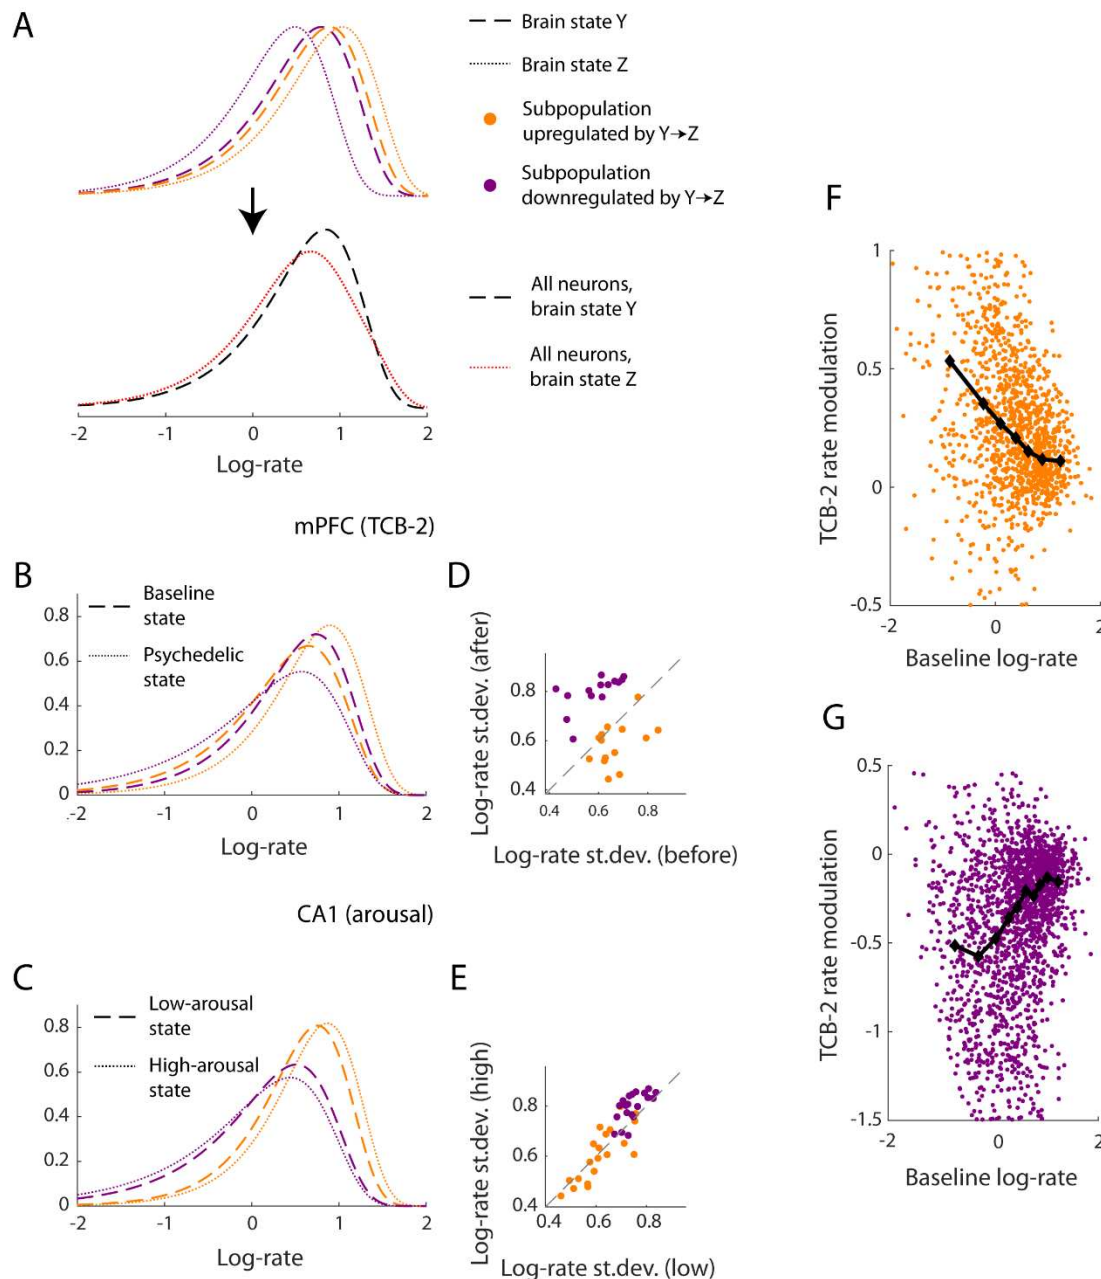 A
Brain state Y
Brain state Z
Subpopulation
upregulated by Y→Z
Subpopulation
downregulated by Y→Z
All neurons,
brain state Y
All neurons,
brain state Z
-2 -1 0 1 2
Log-rate
mPFC (TCB-2)
B
Baseline
state
Psychedelic
state
0.8
0.6
0.4
0.2
0
.-2 0 1 2
Log-rate
D
Log-rate st.dev. (after)
0.8
0.6
0.4
0.4 0.6 0.8
Log-rate st.dev. (before)
CA1 (arousal)
C
Low-arousal
state
High-arousal
state
0.8
0.6
0.4
0.2
0
-2 -1 0 1 2
Log-rate
E
Log-rate st.dev. (high)
0.8
0.6
0.4
0.4 0.6 0.8
Log-rate st.dev. (low)
F
TCB-2 rate modulation
1
0.5
0
-0.5
-2 0 2
Baseline log-rate
G
TCB-2 rate modulation
0.5
0
-0.5
-1
-1.5
-2 0 2
Baseline log-rate